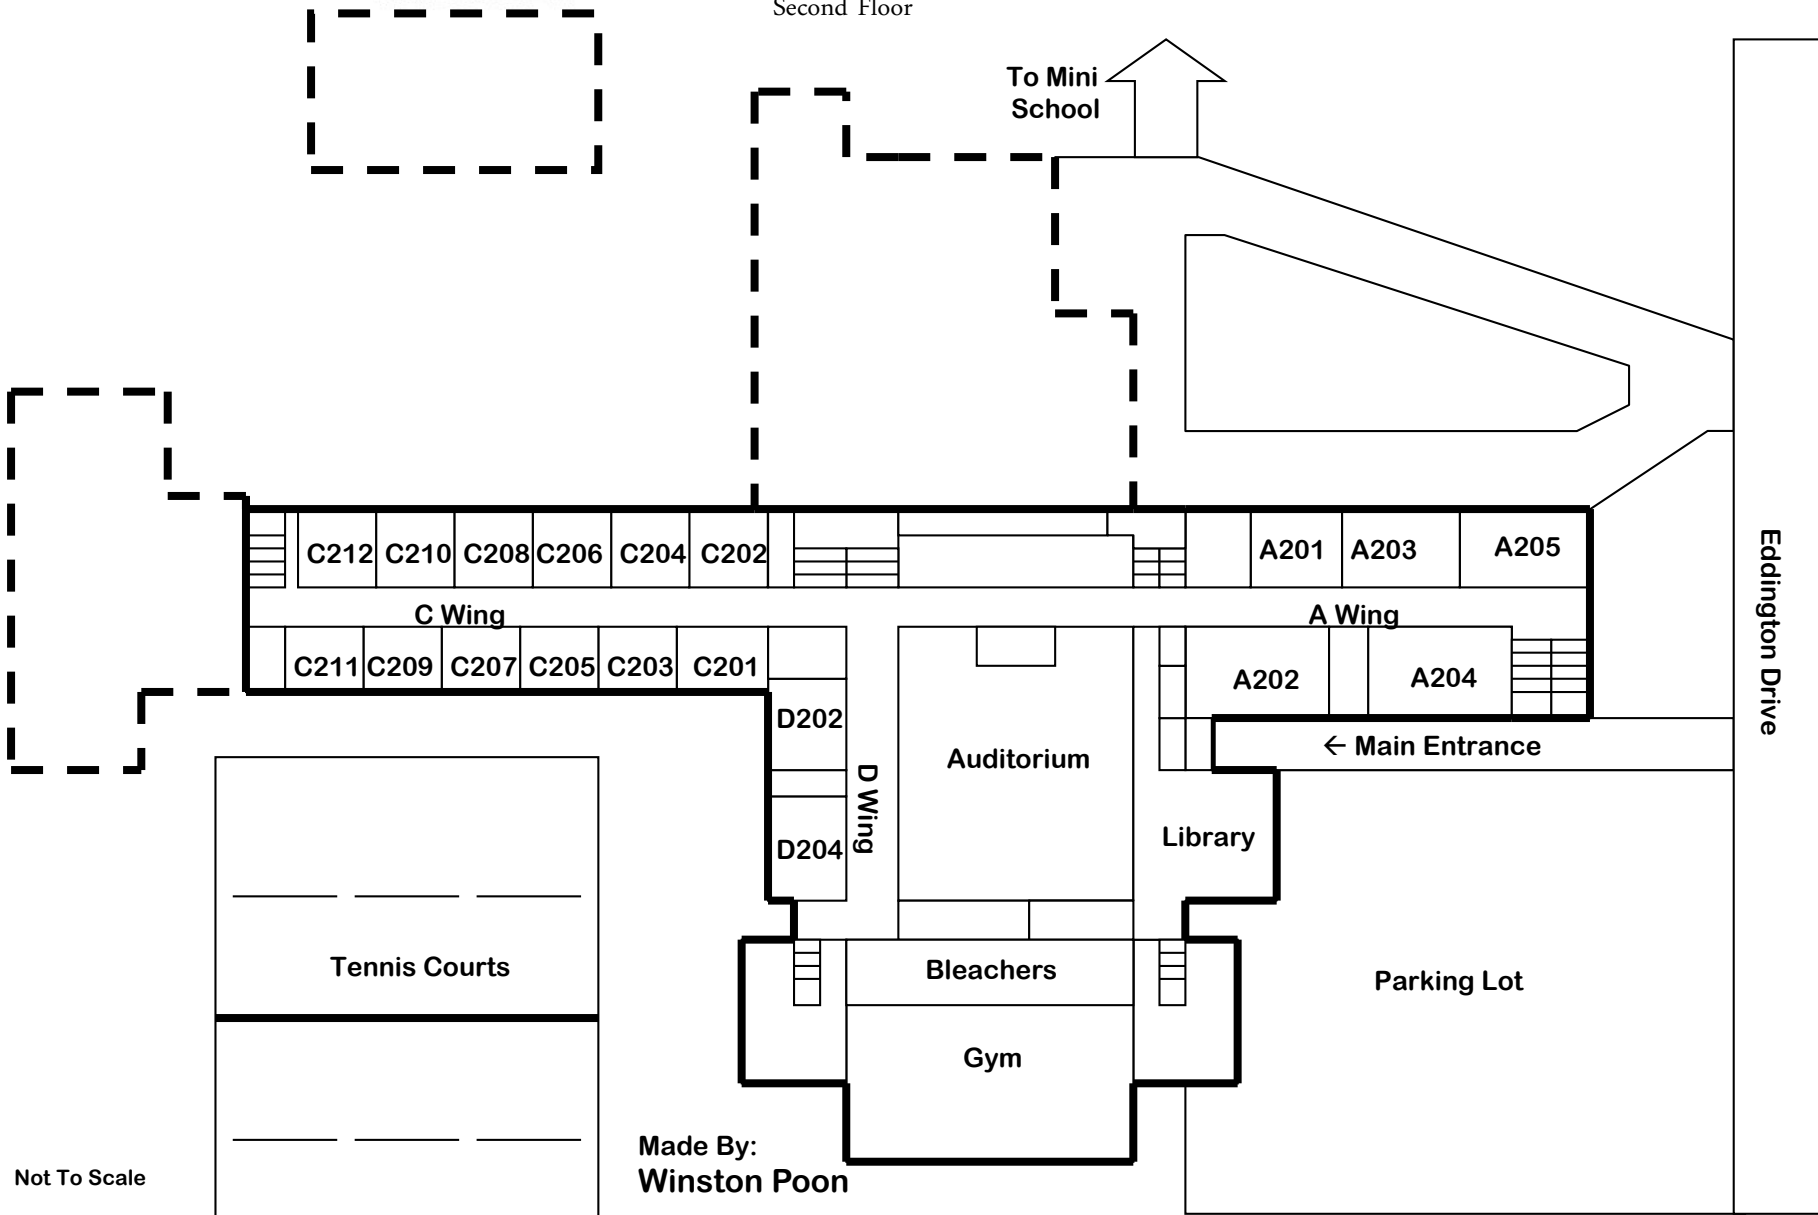 Second Floor
To Mini
School
C212 C210 C208 C206 C204 C202
A201 A203 A205
C Wing
A Wing
C211 C209 C207 C205 C203 C201
A202 A204
D202
← Main Entrance
Auditorium
D Wing
Library
D204
Eddington Drive
Tennis Courts
Bleachers
Parking Lot
Gym
Made By:
Winston Poon
Not To Scale